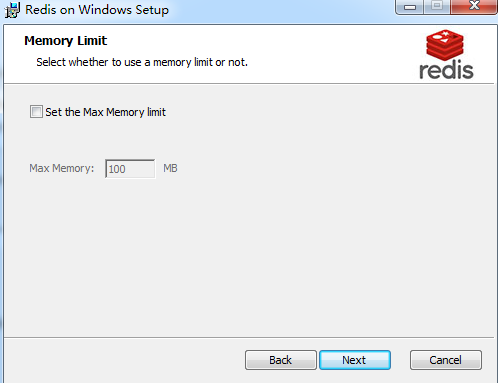 Redis on Windows Setup
Memory Limit
Select whether to use a memory limit or not.
redis
Set the Max Memory limit
Max Memory: 100 MB
Back Next Cancel